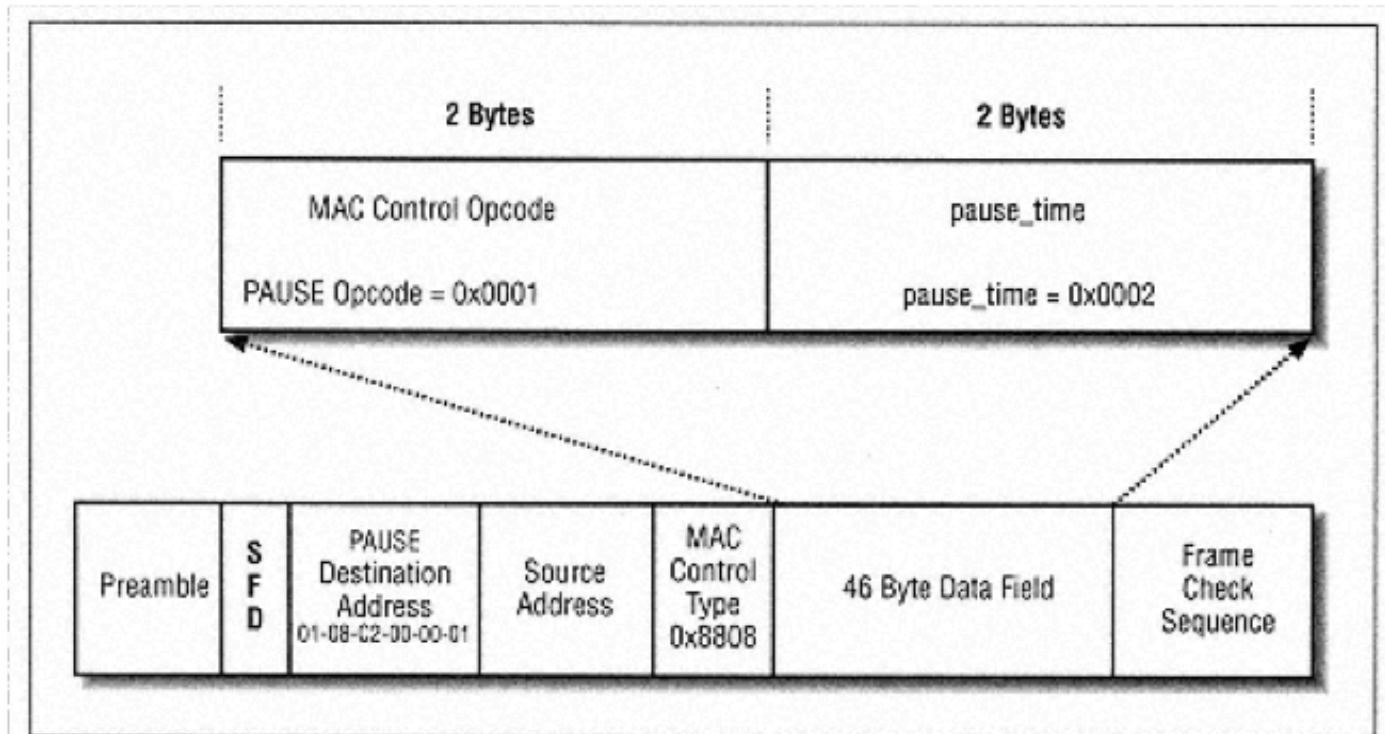 2 Bytes
2 Bytes
MAC Control Opcode
pause_time
PAUSE Opcode = 0x0001
pause_time = 0x0002
Preamble
S
F
D
PAUSE
Destination
Address
01-08-C2-00-00-01
Source
Address
MAC
Control
Type
0x8808
46 Byte Data Field
Frame
Check
Sequence